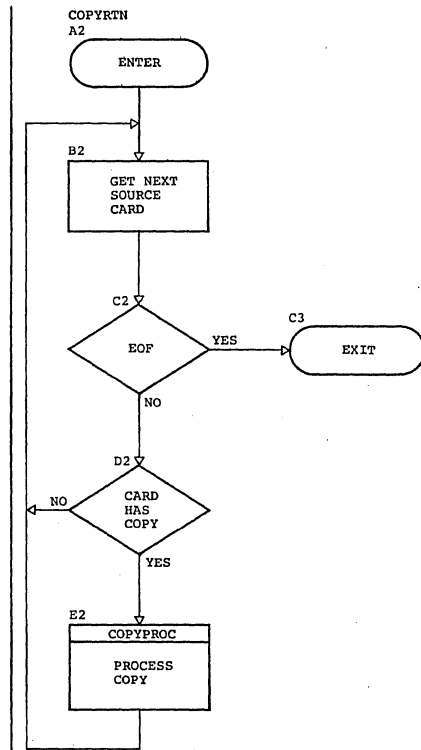 COPYRTN
A2
ENTER
B2
GET NEXT
SOURCE
CARD
C2
EOF
YES
C3
EXIT
NO
D2
CARD
HAS
COPY
NO
YES
E2
COPYPROC
PROCESS
COPY